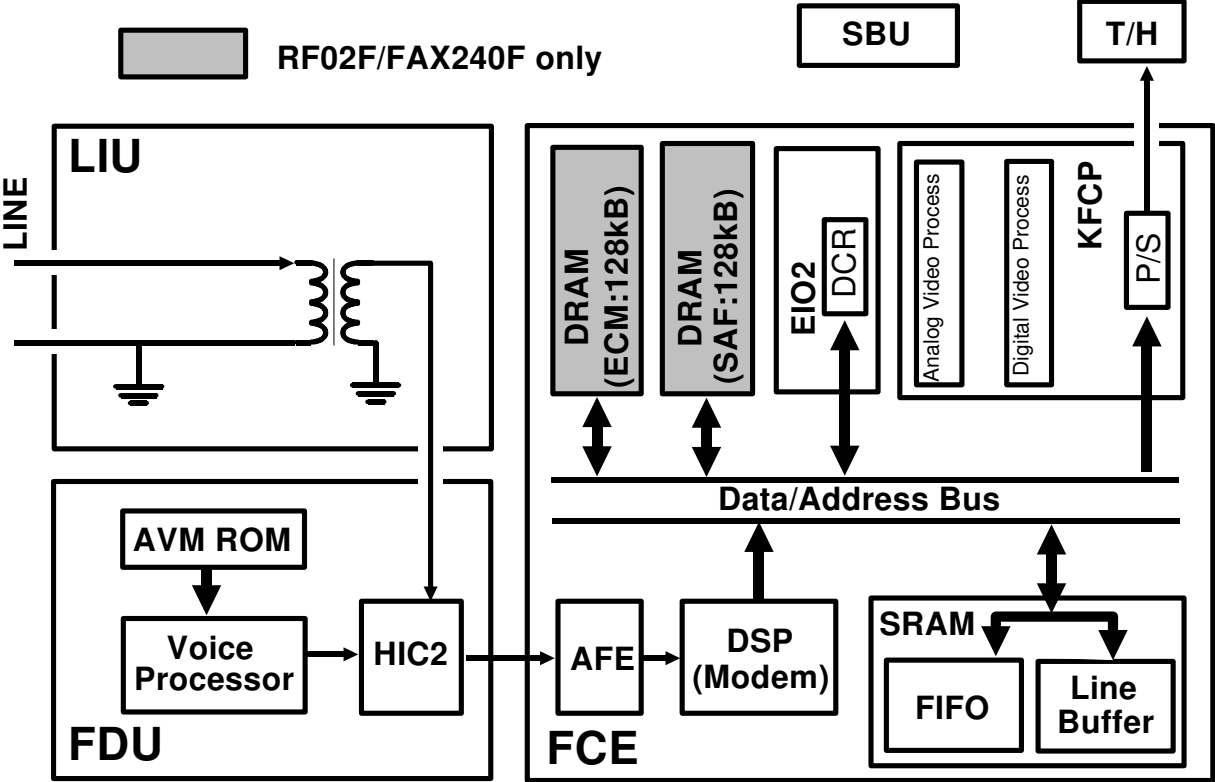 RF02F/FAX240F only
SBU
T/H
LIU
LINE
DRAM
(ECM:128kB)
DRAM
(SAF:128kB)
EIO2
DCR
Analog Video Process
Digital Video Process
KFCP
P/S
Data/Address Bus
AVM ROM
Voice
Processor
HIC2
FDU
AFE
DSP
(Modem)
SRAM
FIFO
Line
Buffer
FCE